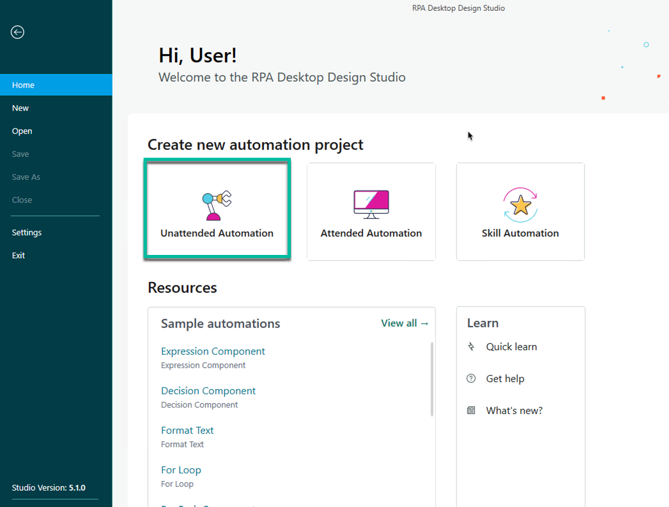 RPA Desktop Design Studio
Hi, User!
Welcome to the RPA Desktop Design Studio
Home
New
Open
Save
Save As
Close
Settings
Exit
Studio Version: 5.1.0
Create new automation project
Unattended Automation
Attended Automation
Skill Automation
Resources
Sample automations
View all →
Expression Component
Expression Component
Decision Component
Decision Component
Format Text
Format Text
For Loop
For Loop
Learn
Quick learn
Get help
What's new?